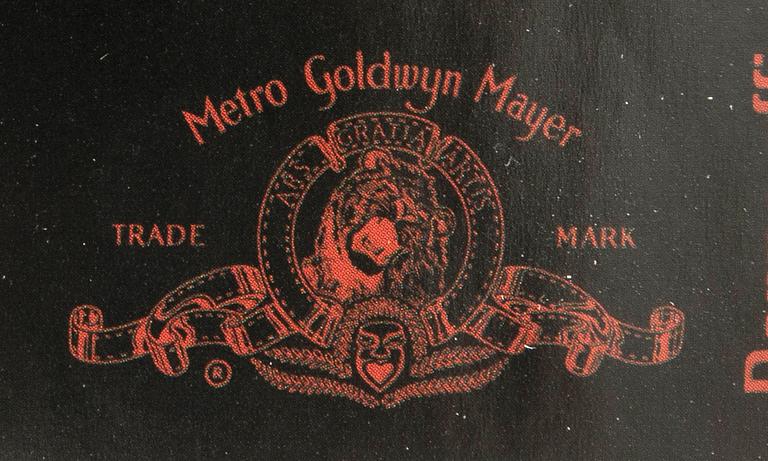 Metro Goldwyn Mayer
ARS GRATIA ARTIS
TRADE MARK
®